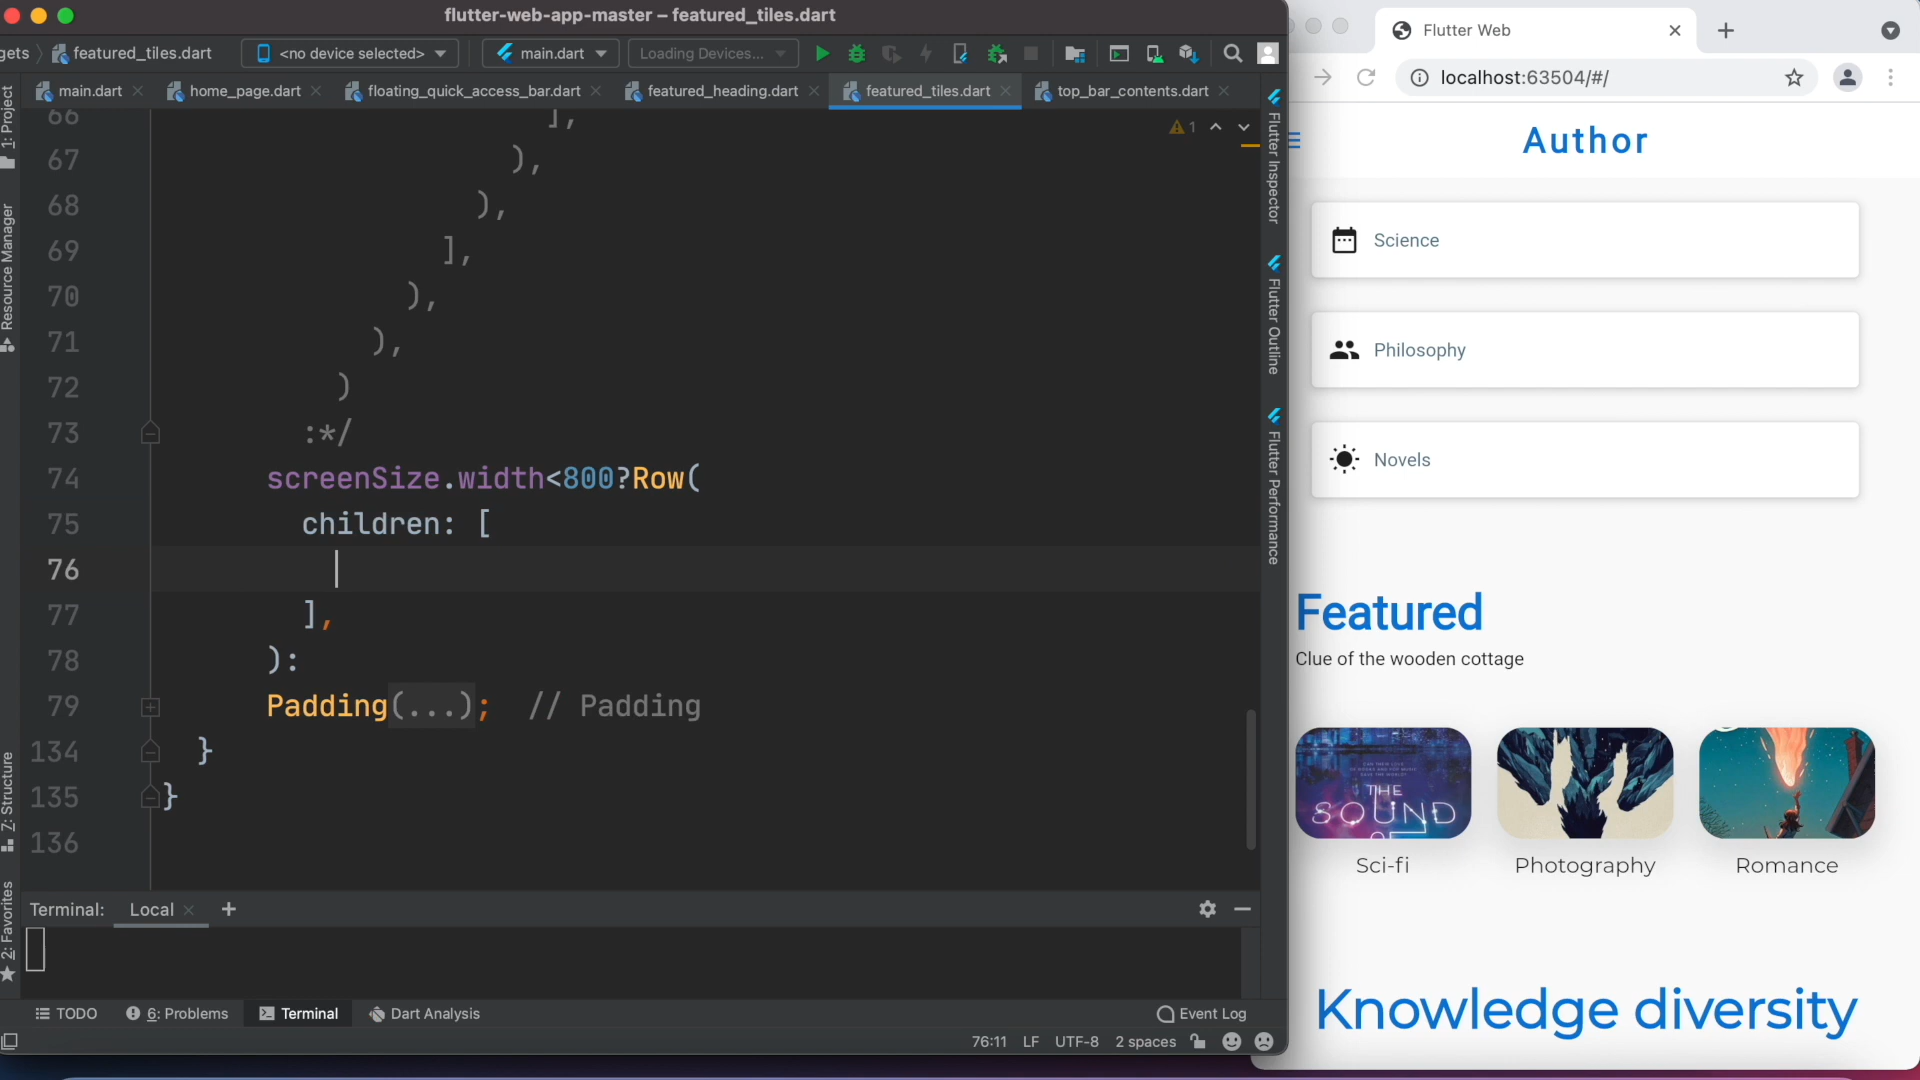 flutter-web-app-master – featured_tiles.dart
gets
featured_tiles.dart
<no device selected>
main.dart
Loading Devices...
main.dart
home_page.dart
floating_quick_access_bar.dart
featured_heading.dart
featured_tiles.dart
top_bar_contents.dart
1: Project
Resource Manager
Z: Structure
2: Favorites
66 ],
67 ),
68 ),
69 ],
70 ),
71 ),
72 )
73 :*/
74 screenSize.width<800?Row(
75 children: [
76
77 ],
78 ):
79 Padding(...); // Padding
134 }
135 }
136
1
Flutter Inspector
Flutter Outline
Flutter Performance
Terminal:
Local
TODO
6: Problems
Terminal
Dart Analysis
Event Log
76:11 LF UTF-8 2 spaces
Flutter Web
localhost:63504/#/
Author
Science
Philosophy
Novels
Featured
Clue of the wooden cottage
THE
SOUND
Sci-fi
Photography
Romance
Knowledge diversity